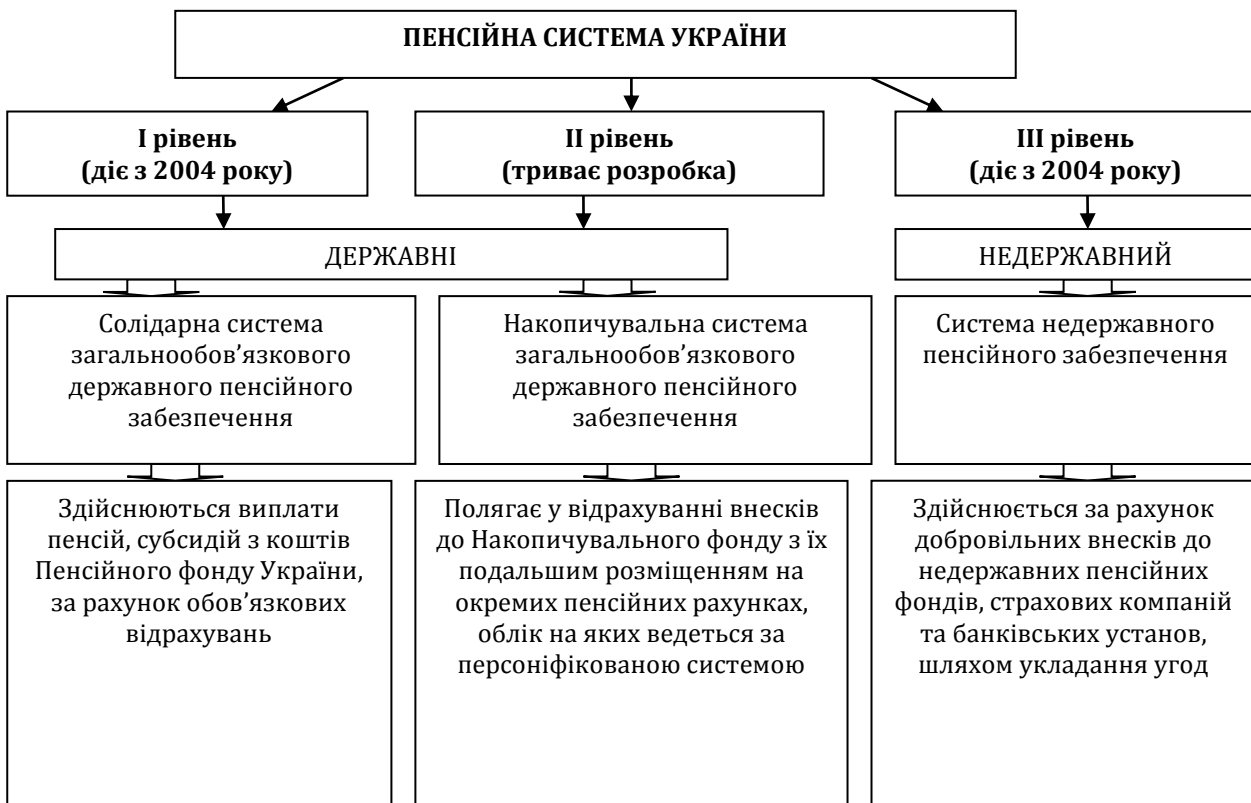 ПЕНСІЙНА СИСТЕМА УКРАЇНИ
І рівень
(діє з 2004 року)
ІІ рівень
(триває розробка)
ІІІ рівень
(діє з 2004 року)
ДЕРЖАВНІ
НЕДЕРЖАВНИЙ
Солідарна система
загальнообов’язкового
державного пенсійного
забезпечення
Накопичувальна система
загальнообов’язкового
державного пенсійного
забезпечення
Система недержавного
пенсійного забезпечення
Здійснюються виплати
пенсій, субсидій з коштів
Пенсійного фонду України,
за рахунок обов’язкових
відрахувань
Полягає у відрахуванні внесків
до Накопичувального фонду з їх
подальшим розміщенням на
окремих пенсійних рахунках,
облік на яких ведеться за
персоніфікованою системою
Здійснюється за рахунок
добровільних внесків до
недержавних пенсійних
фондів, страхових компаній
та банківських установ,
шляхом укладання угод